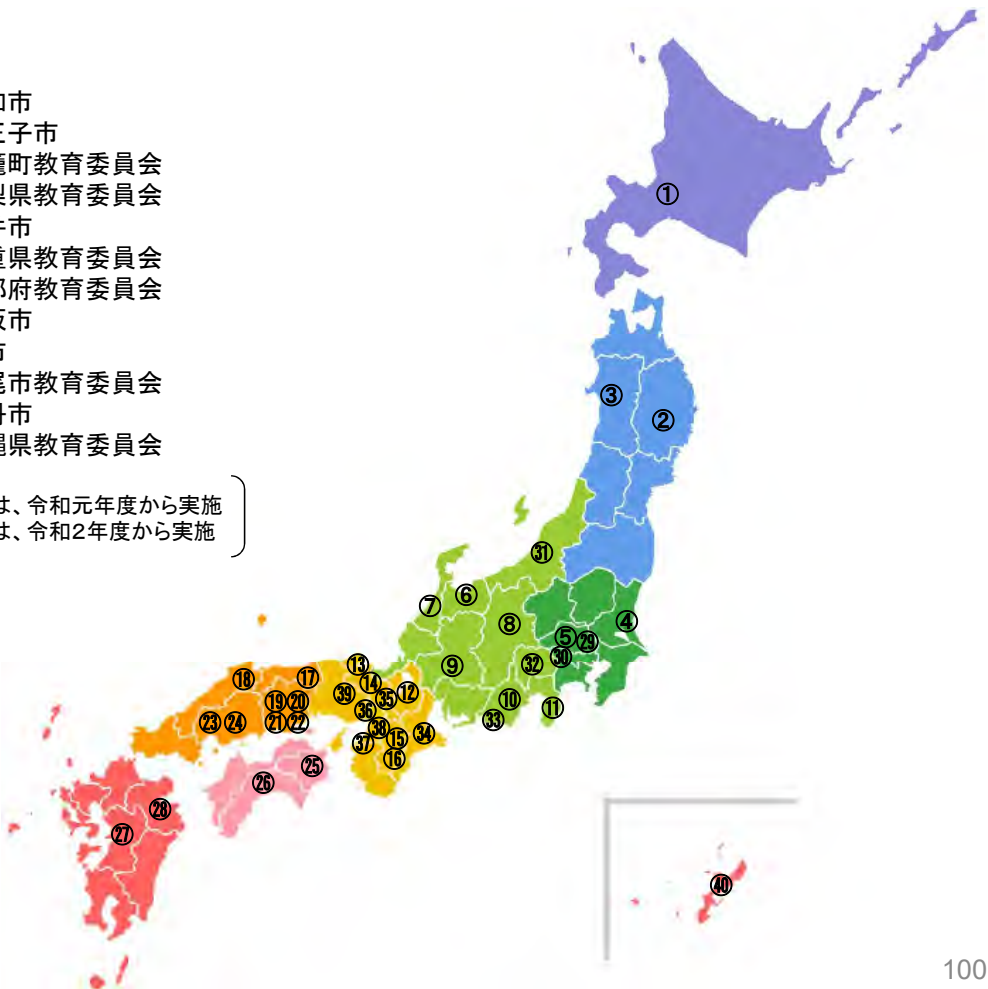 市
王子市
町教育委員会
梨県教育委員会
井市
重県教育委員会
都府教育委員会
阪市
市
尾市教育委員会
丹市
縄県教育委員会
は、令和元年度から実施
は、令和2年度から実施
①
③
②
㉛
⑥
⑦
⑧
④
⑤ ㉙
㉚
⑨
㉜
⑩
⑪
㉝
⑬
⑭
⑫
㊴
㉟
㊱
㊳
㊲
⑮
㉞
⑯
⑱
⑰
⑲ ⑳
㉓ ㉔
㉑ ㉒
㉕
㉖
㉘
㉗
㊵
100